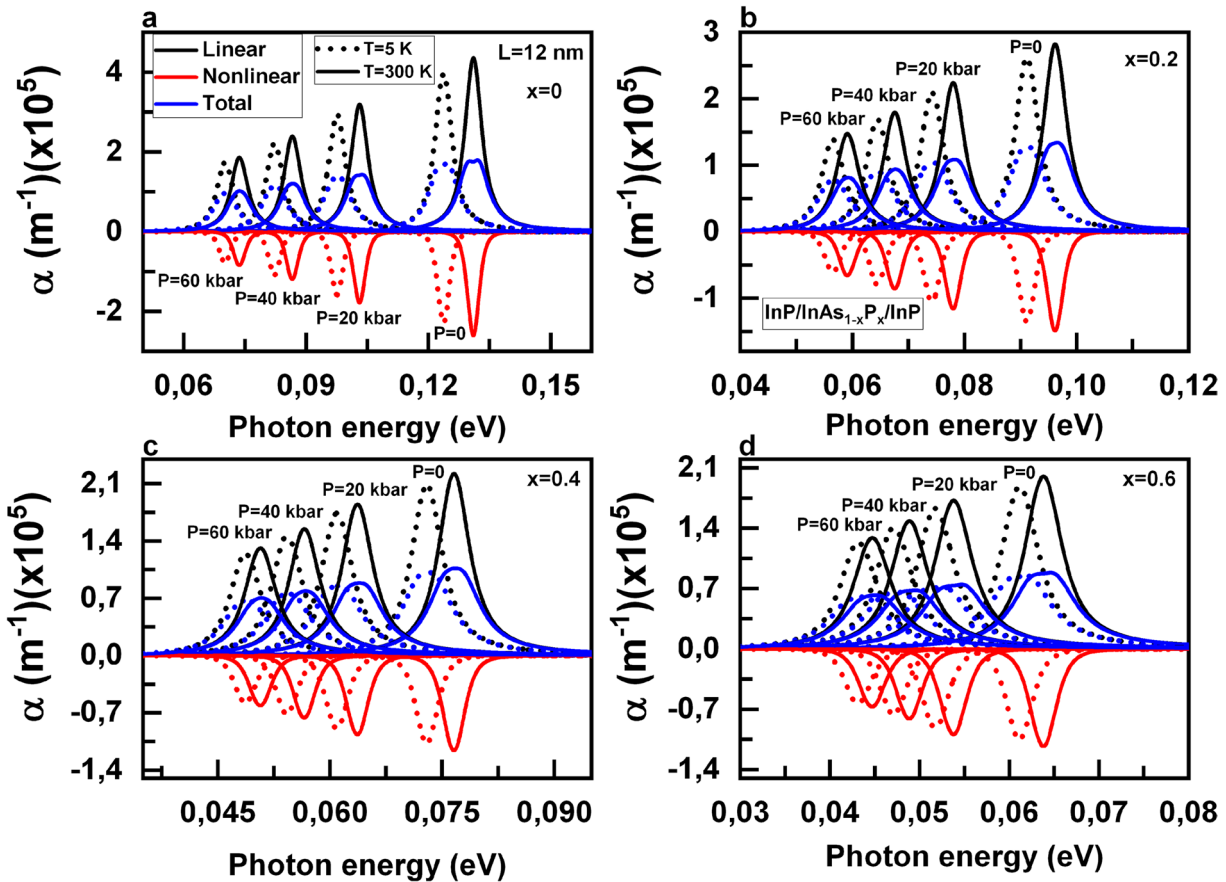 a
Linear
Nonlinear
Total
T=5 K
T=300 K
L=12 nm
x=0
P=60 kbar
P=40 kbar
P=20 kbar
P=0
4
2
0
-2
α (m⁻¹)(x10⁵)
0,06 0,09 0,12 0,15
Photon energy (eV)
b
P=0
x=0.2
P=20 kbar
P=40 kbar
P=60 kbar
InP/InAs₁₋ₓPₓ/InP
3
2
1
0
-1
α (m⁻¹)(x10⁵)
0,04 0,06 0,08 0,10 0,12
Photon energy (eV)
c
P=0
x=0.4
P=20 kbar
P=40 kbar
P=60 kbar
2,1
1,4
0,7
0,0
-0,7
-1,4
α (m⁻¹)(x10⁵)
0,045 0,060 0,075 0,090
Photon energy (eV)
d
P=0
x=0.6
P=20 kbar
P=40 kbar
P=60 kbar
2,1
1,4
0,7
0,0
-0,7
-1,4
α (m⁻¹)(x10⁵)
0,03 0,04 0,05 0,06 0,07 0,08
Photon energy (eV)